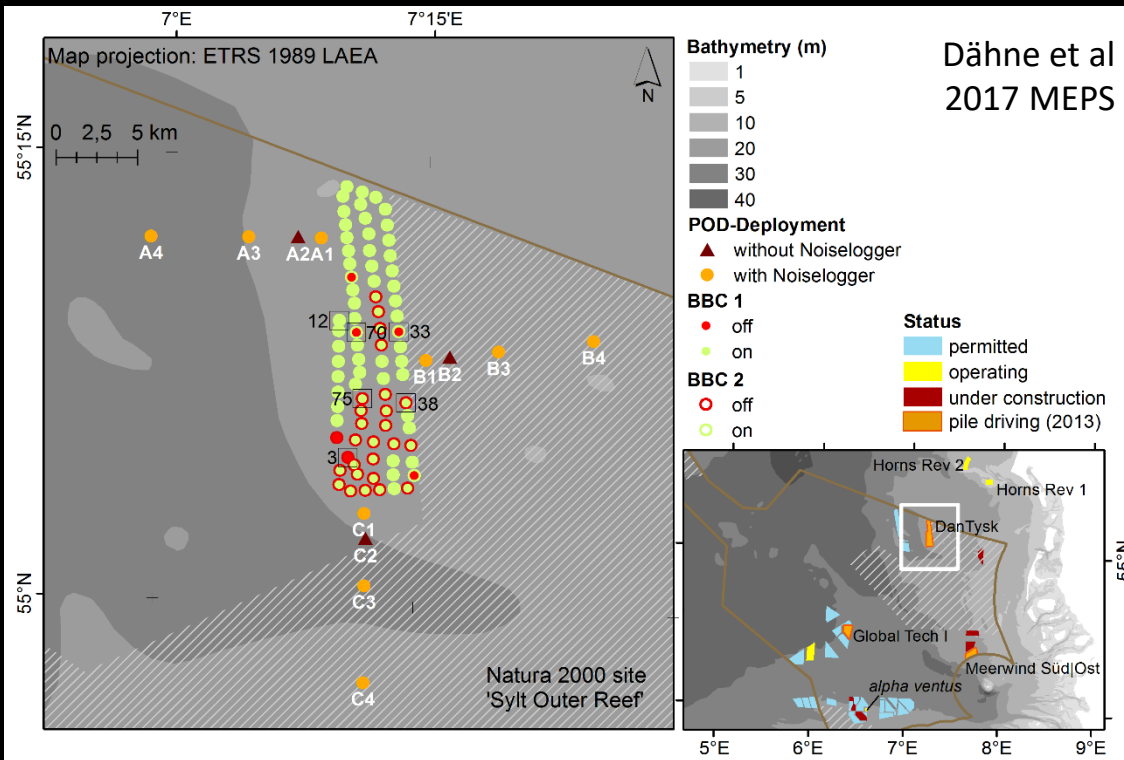 7°E 7°15'E
Map projection: ETRS 1989 LAEA
N
0 2,5 5 km
55°15'N
55°N
A4
A3
A2
A1
12
70
33
B1
B2
B3
B4
75
38
3
C1
C2
C3
C4
Natura 2000 site
'Sylt Outer Reef'
Bathymetry (m)
1
5
10
20
30
40
POD-Deployment
without Noiselogger
with Noiselogger
BBC 1
off
on
BBC 2
off
on
Dähne et al
2017 MEPS
Status
permitted
operating
under construction
pile driving (2013)
Horns Rev 2
Horns Rev 1
DanTysk
55°N
Global Tech I
Meerwind Süd|Ost
alpha ventus
5°E 6°E 7°E 8°E 9°E